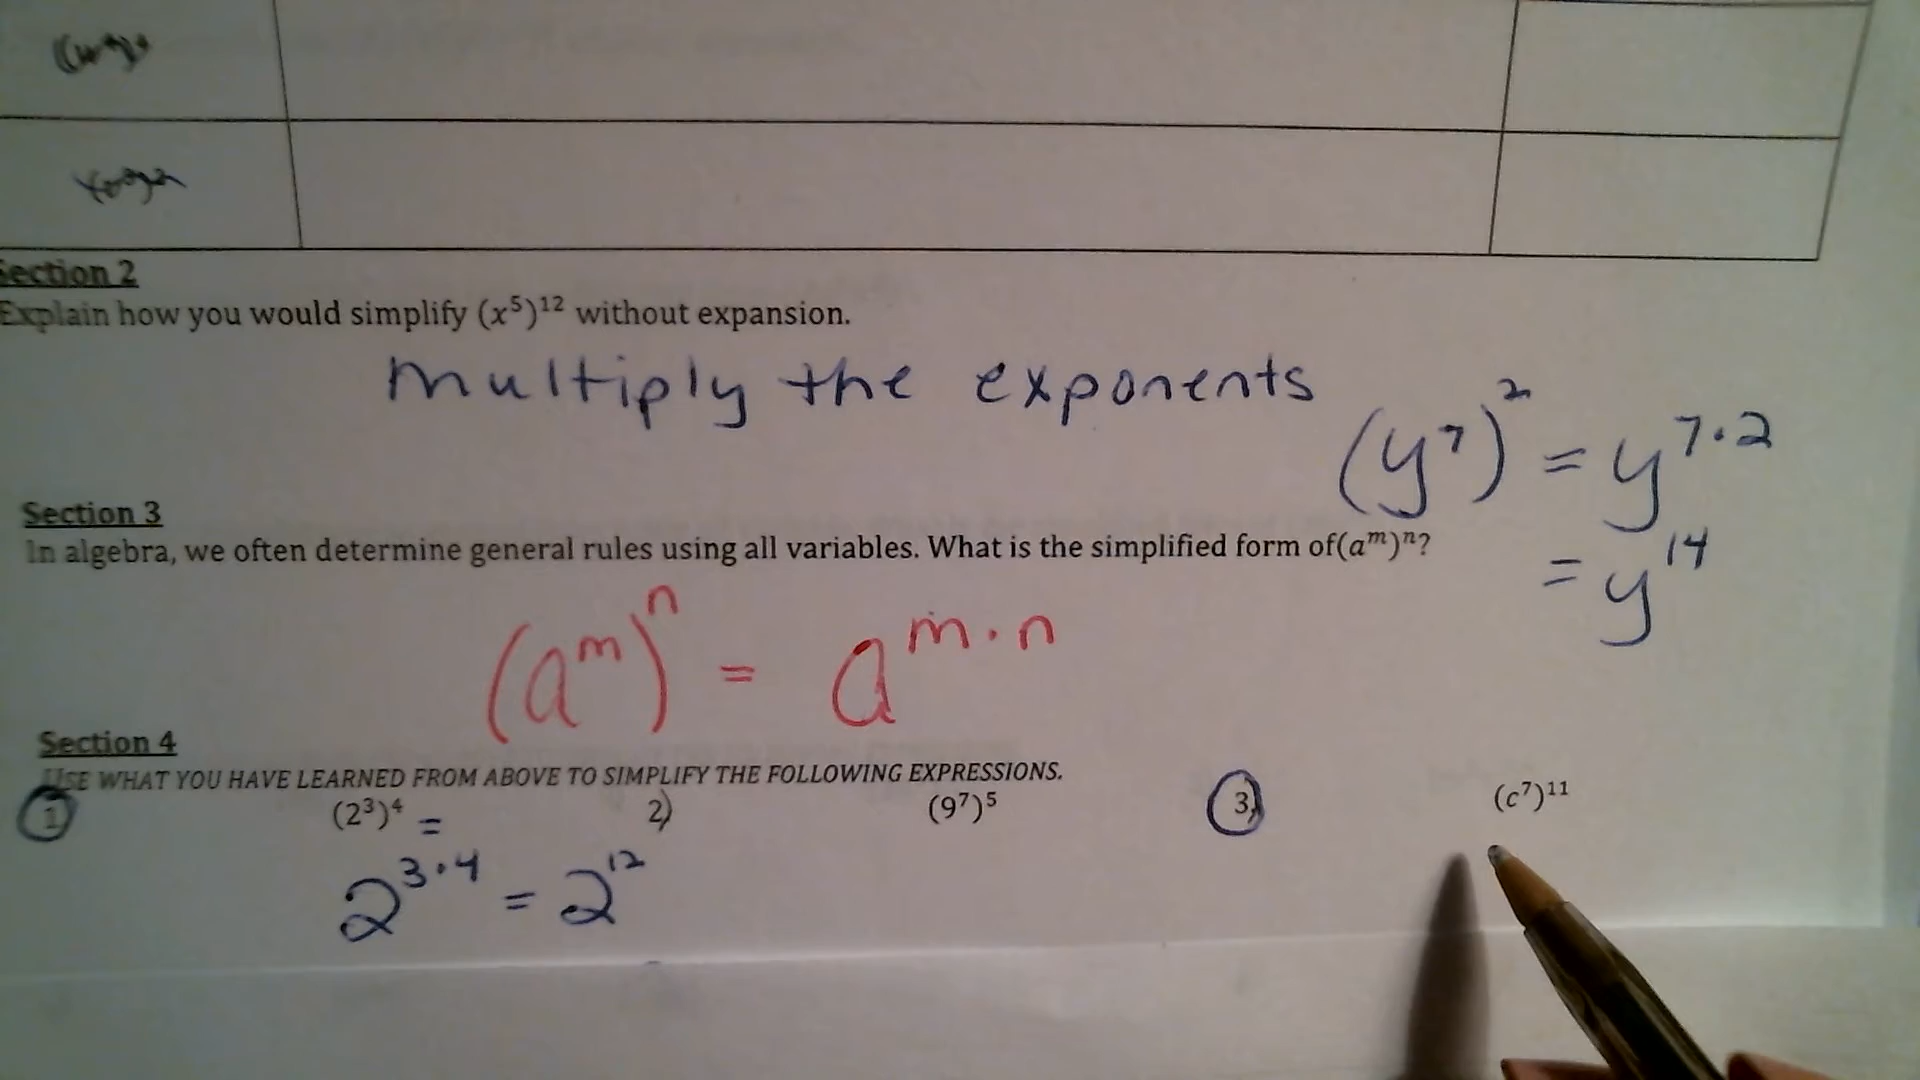 Section 2
Explain how you would simplify (x⁵)¹² without expansion.
multiply the exponents
(y⁷)² = y⁷·²
= y¹⁴
Section 3
In algebra, we often determine general rules using all variables. What is the simplified form of(aᵐ)ⁿ?
(aᵐ)ⁿ = aᵐ·ⁿ
Section 4
USE WHAT YOU HAVE LEARNED FROM ABOVE TO SIMPLIFY THE FOLLOWING EXPRESSIONS.
1) (2³)⁴ = 2) (9⁷)⁵ 3) (c⁷)¹¹
2³·⁴ = 2¹²